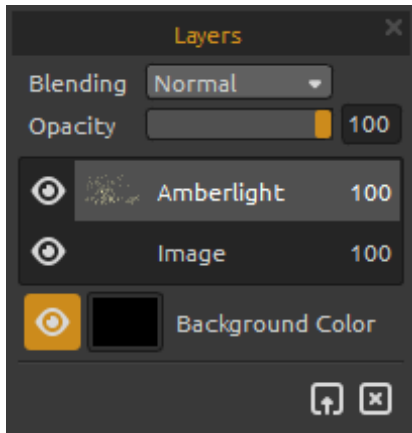 Layers
Blending Normal
Opacity 100
Amberlight 100
Image 100
Background Color